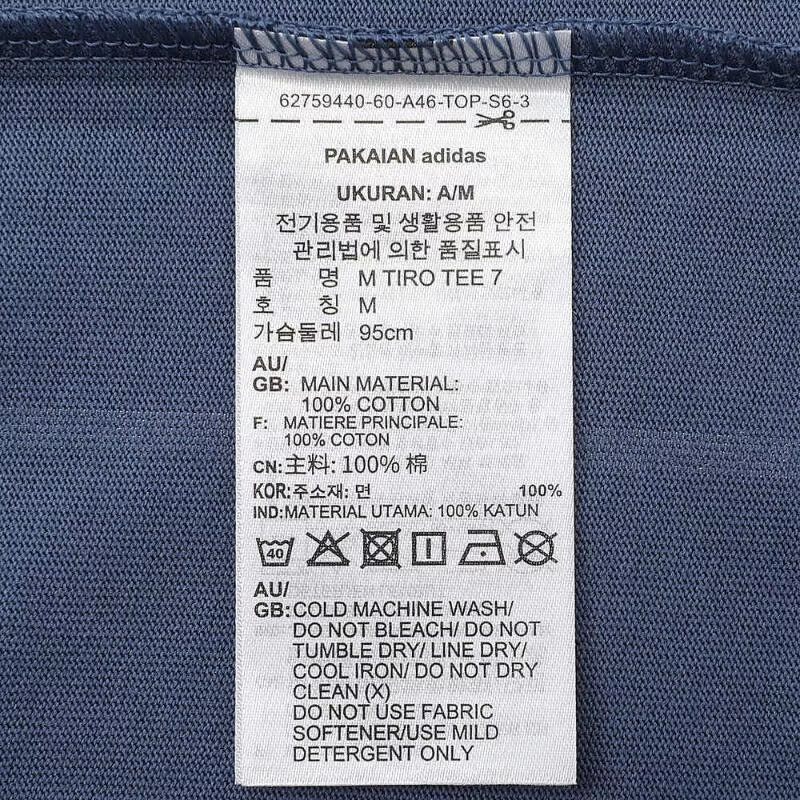 62759440-60-A46-TOP-S6-3
PAKAIAN adidas
UKURAN: A/M
전기용품 및 생활용품 안전
관리법에 의한 품질표시
품 명 M TIRO TEE 7
호 칭 M
가슴둘레 95cm
AU/
GB: MAIN MATERIAL:
100% COTTON
F: MATIERE PRINCIPALE:
100% COTON
CN:主料: 100% 棉
KOR:주소재: 면 100%
IND:MATERIAL UTAMA: 100% KATUN
40
AU/
GB:COLD MACHINE WASH/
DO NOT BLEACH/ DO NOT
TUMBLE DRY/ LINE DRY/
COOL IRON/ DO NOT DRY
CLEAN (X)
DO NOT USE FABRIC
SOFTENER/USE MILD
DETERGENT ONLY